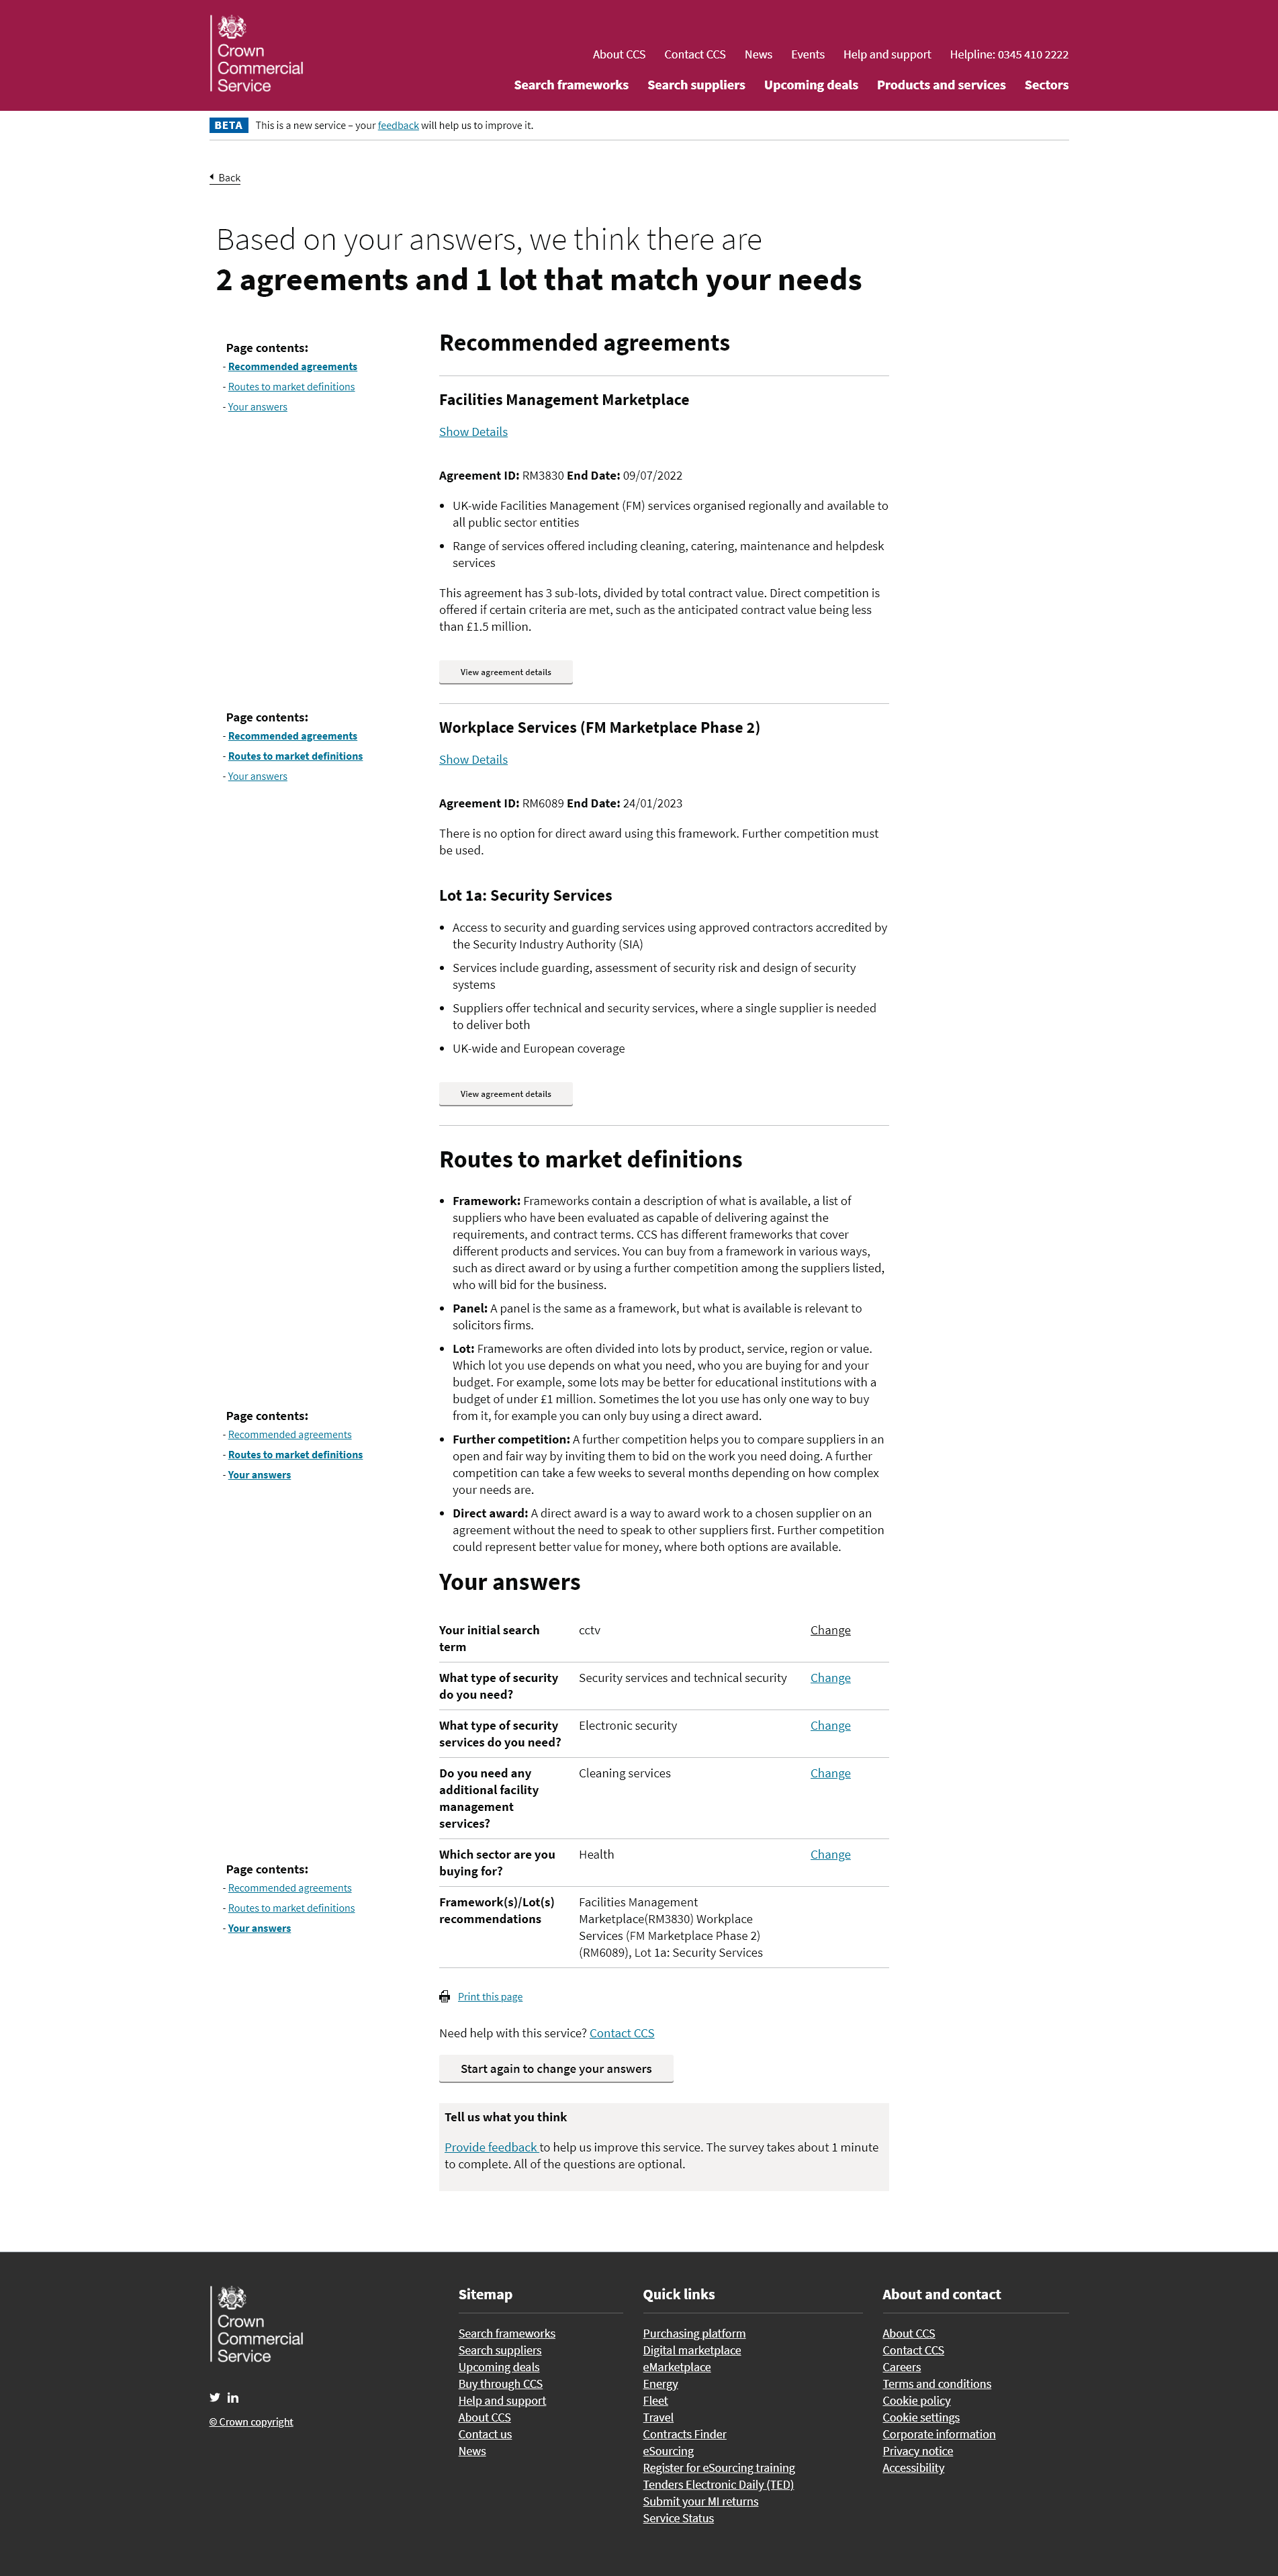 Crown
Commercial
Service
About CCS Contact CCS News Events Help and support Helpline: 0345 410 2222
Search frameworks Search suppliers Upcoming deals Products and services Sectors
BETA This is a new service – your feedback will help us to improve it.
Back
Based on your answers, we think there are
2 agreements and 1 lot that match your needs
Page contents:
- Recommended agreements
- Routes to market definitions
- Your answers
Recommended agreements
Facilities Management Marketplace
Show Details
Agreement ID: RM3830 End Date: 09/07/2022
• UK-wide Facilities Management (FM) services organised regionally and available to
all public sector entities
• Range of services offered including cleaning, catering, maintenance and helpdesk
services
This agreement has 3 sub-lots, divided by total contract value. Direct competition is
offered if certain criteria are met, such as the anticipated contract value being less
than £1.5 million.
View agreement details
Page contents:
- Recommended agreements
- Routes to market definitions
- Your answers
Workplace Services (FM Marketplace Phase 2)
Show Details
Agreement ID: RM6089 End Date: 24/01/2023
There is no option for direct award using this framework. Further competition must
be used.
Lot 1a: Security Services
• Access to security and guarding services using approved contractors accredited by
the Security Industry Authority (SIA)
• Services include guarding, assessment of security risk and design of security
systems
• Suppliers offer technical and security services, where a single supplier is needed
to deliver both
• UK-wide and European coverage
View agreement details
Routes to market definitions
• Framework: Frameworks contain a description of what is available, a list of
suppliers who have been evaluated as capable of delivering against the
requirements, and contract terms. CCS has different frameworks that cover
different products and services. You can buy from a framework in various ways,
such as direct award or by using a further competition among the suppliers listed,
who will bid for the business.
• Panel: A panel is the same as a framework, but what is available is relevant to
solicitors firms.
• Lot: Frameworks are often divided into lots by product, service, region or value.
Which lot you use depends on what you need, who you are buying for and your
budget. For example, some lots may be better for educational institutions with a
budget of under £1 million. Sometimes the lot you use has only one way to buy
from it, for example you can only buy using a direct award.
Page contents:
- Recommended agreements
- Routes to market definitions
- Your answers
• Further competition: A further competition helps you to compare suppliers in an
open and fair way by inviting them to bid on the work you need doing. A further
competition can take a few weeks to several months depending on how complex
your needs are.
• Direct award: A direct award is a way to award work to a chosen supplier on an
agreement without the need to speak to other suppliers first. Further competition
could represent better value for money, where both options are available.
Your answers
Your initial search
term
cctv
Change
What type of security
do you need?
Security services and technical security
Change
What type of security
services do you need?
Electronic security
Change
Do you need any
additional facility
management
services?
Cleaning services
Change
Which sector are you
buying for?
Health
Change
Page contents:
- Recommended agreements
- Routes to market definitions
- Your answers
Framework(s)/Lot(s)
recommendations
Facilities Management
Marketplace(RM3830) Workplace
Services (FM Marketplace Phase 2)
(RM6089), Lot 1a: Security Services
Print this page
Need help with this service? Contact CCS
Start again to change your answers
Tell us what you think
Provide feedback to help us improve this service. The survey takes about 1 minute
to complete. All of the questions are optional.
Crown
Commercial
Service
© Crown copyright
Sitemap
Search frameworks
Search suppliers
Upcoming deals
Buy through CCS
Help and support
About CCS
Contact us
News
Quick links
Purchasing platform
Digital marketplace
eMarketplace
Energy
Fleet
Travel
Contracts Finder
eSourcing
Register for eSourcing training
Tenders Electronic Daily (TED)
Submit your MI returns
Service Status
About and contact
About CCS
Contact CCS
Careers
Terms and conditions
Cookie policy
Cookie settings
Corporate information
Privacy notice
Accessibility